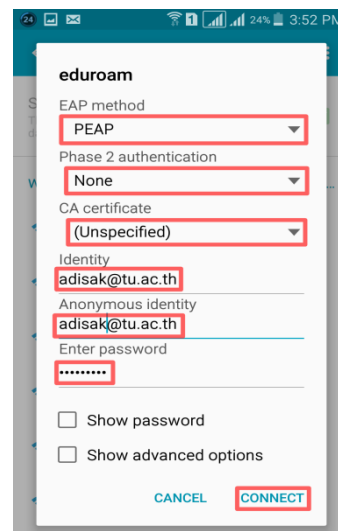 24 1 24% 3:52 PM
eduroam
EAP method
PEAP
Phase 2 authentication
None
CA certificate
(Unspecified)
Identity
adisak@tu.ac.th
Anonymous identity
adisak@tu.ac.th
Enter password
•••••••••
Show password
Show advanced options
CANCEL CONNECT